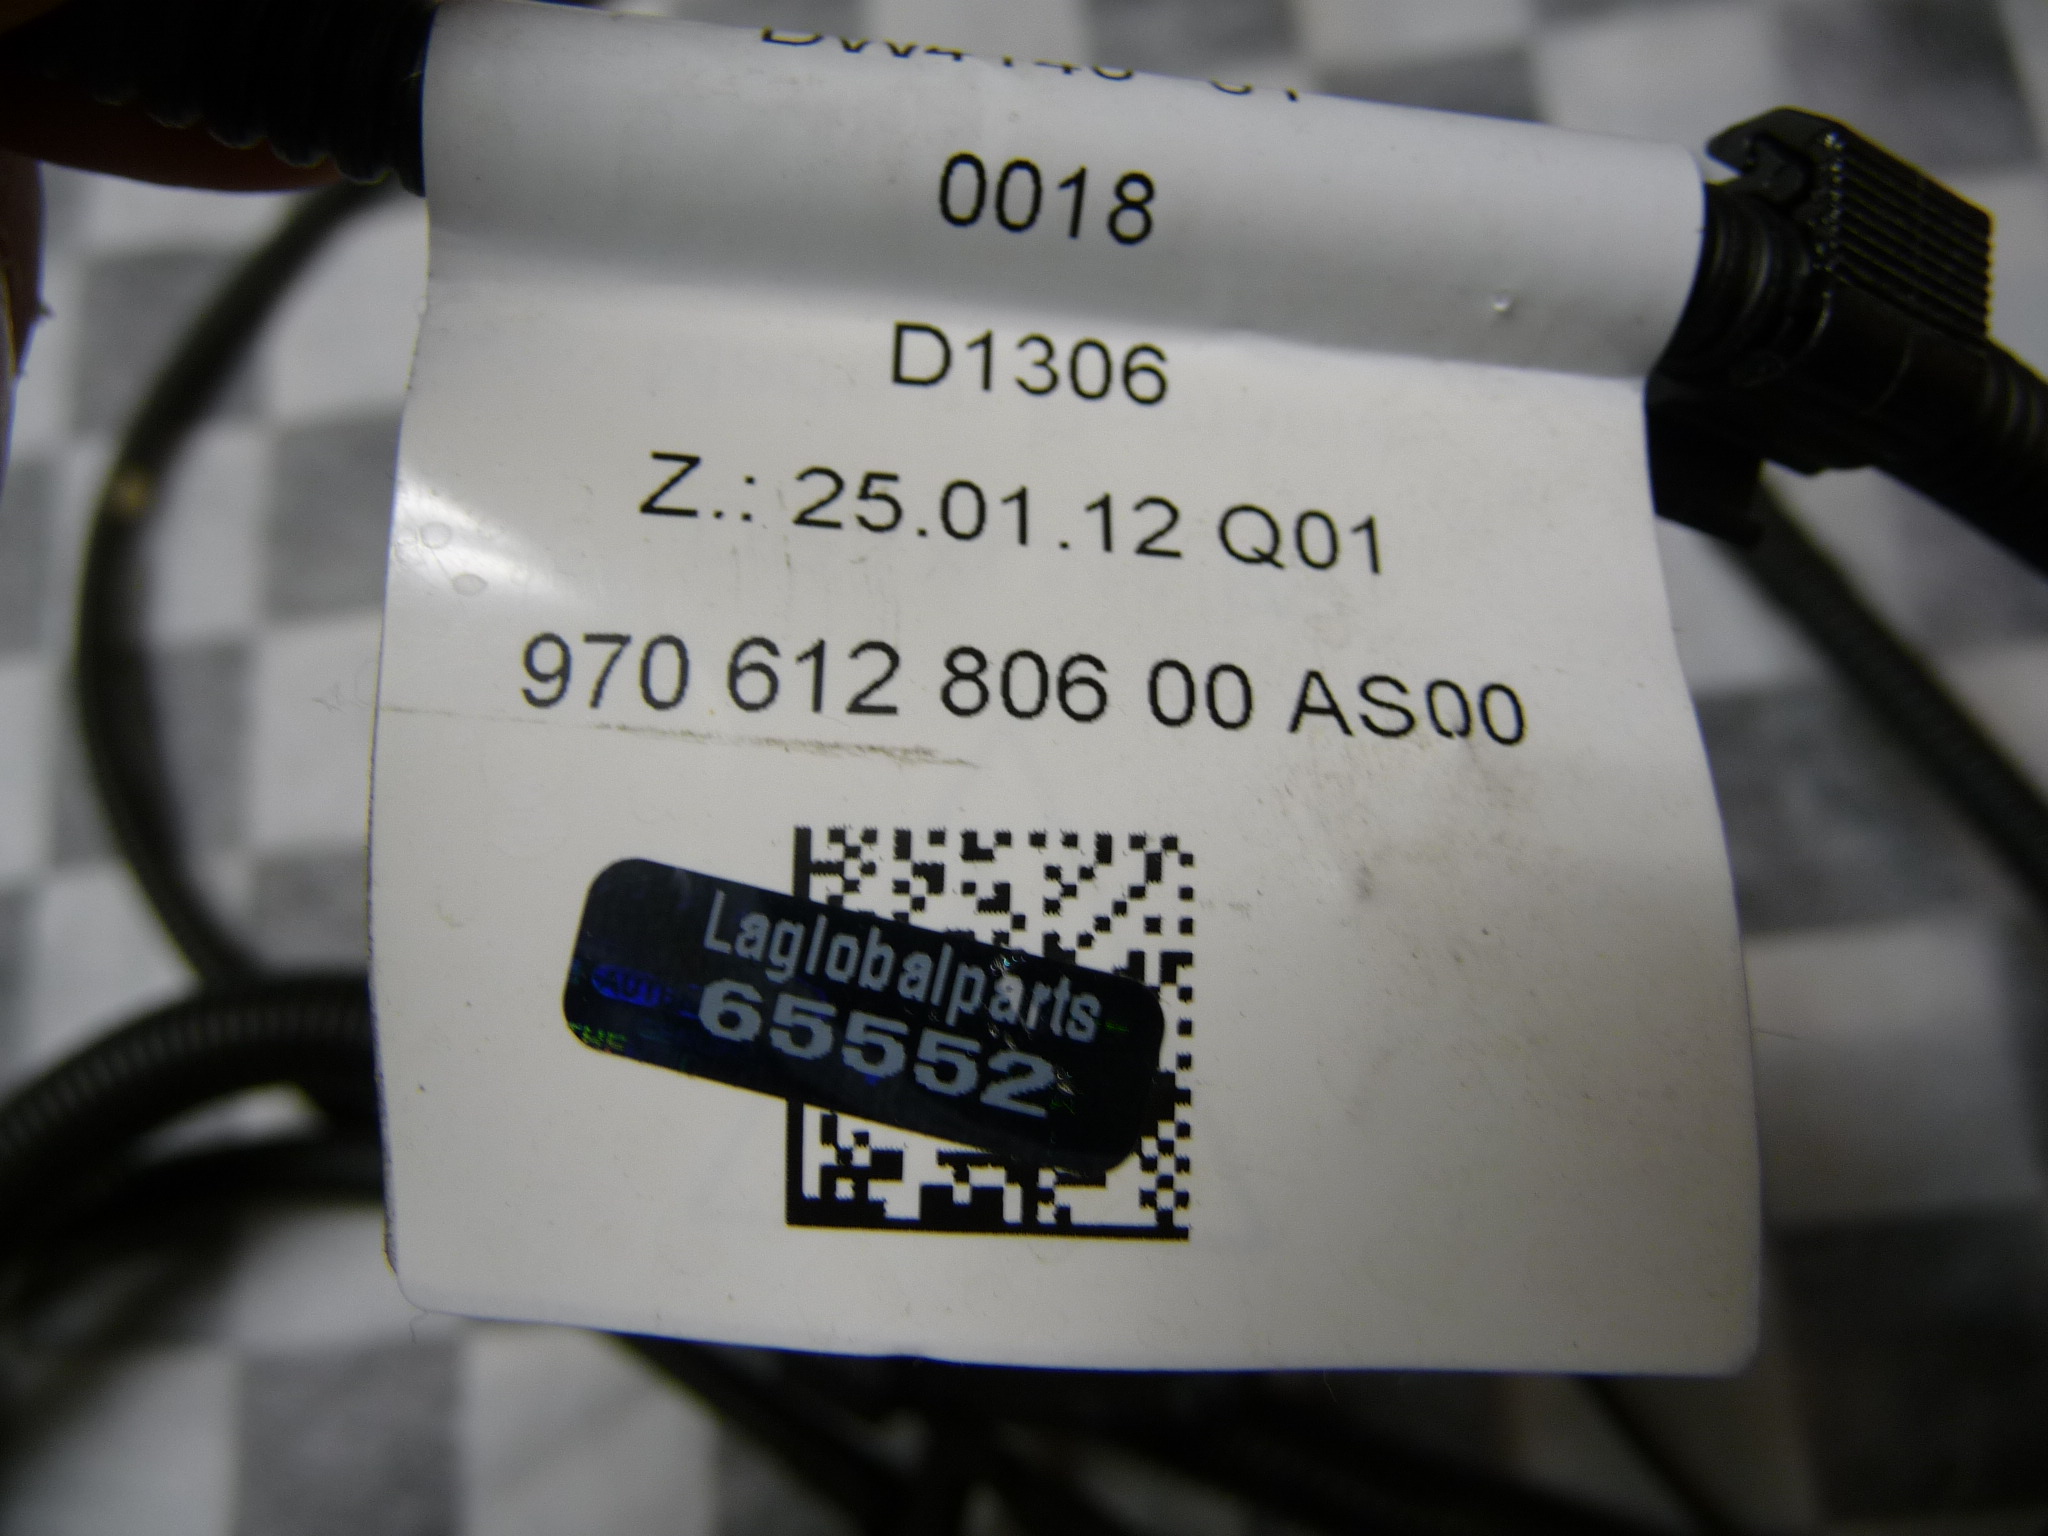 0018
D1306
Z.: 25.01.12 Q01
970 612 806 00 AS00
Laglobalparts
65552